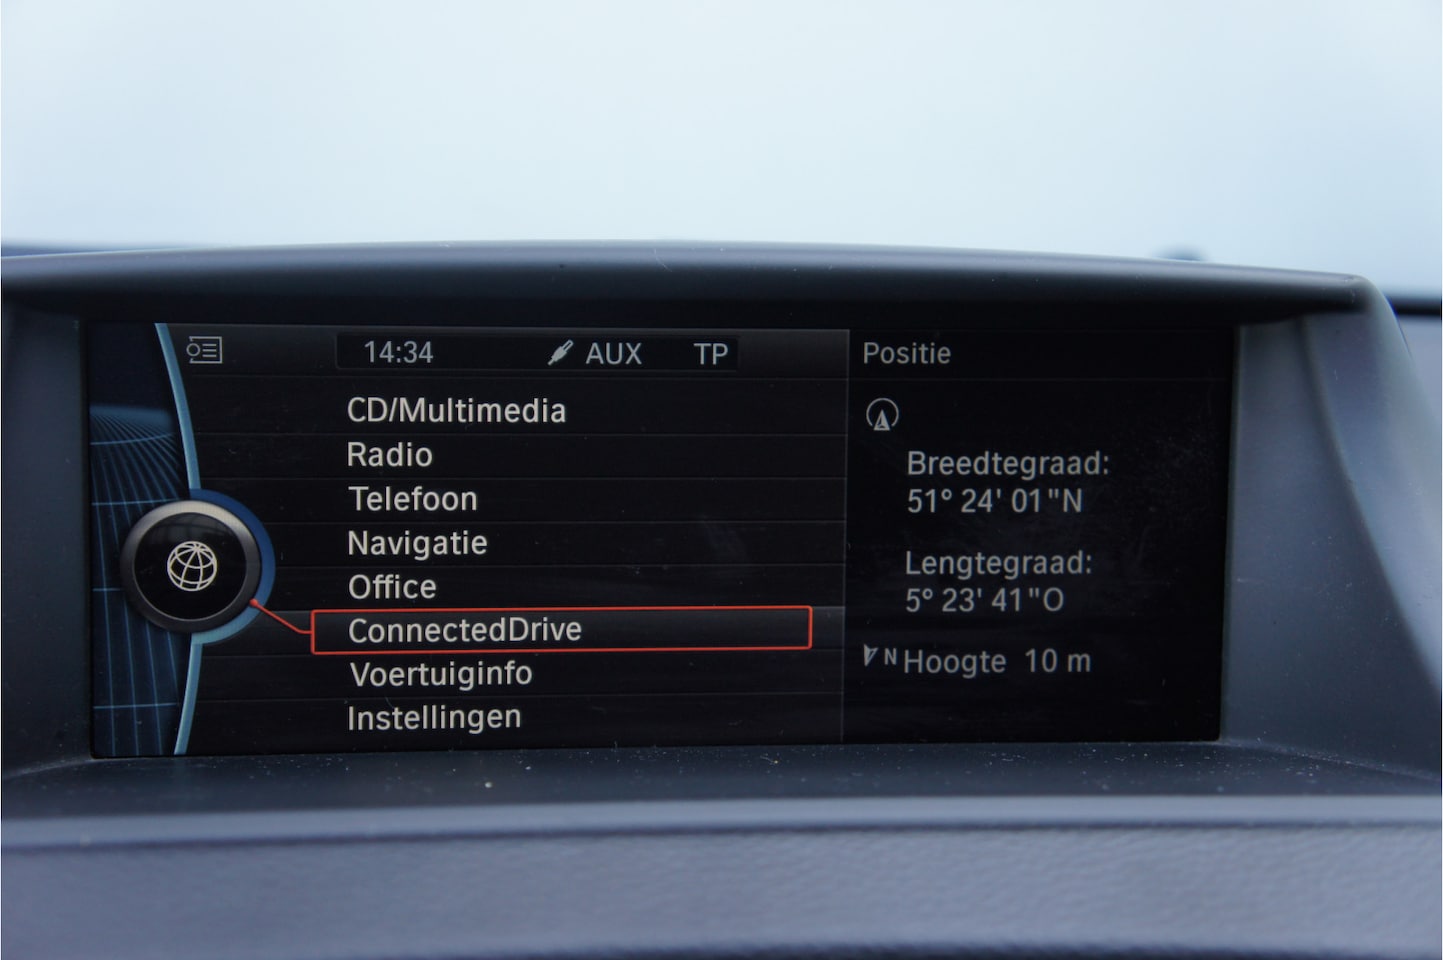 14:34 AUX TP
CD/Multimedia
Radio
Telefoon
Navigatie
Office
ConnectedDrive
Voertuiginfo
Instellingen
Positie
Breedtegraad:
51° 24' 01"N
Lengtegraad:
5° 23' 41"O
N Hoogte 10 m